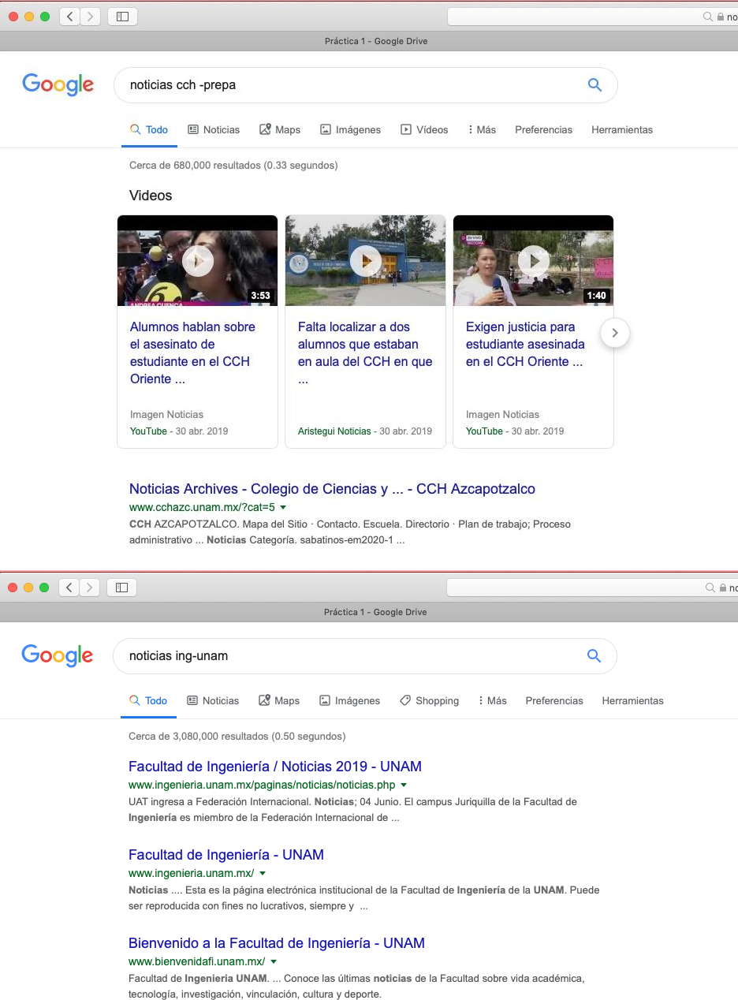 no
Práctica 1 - Google Drive
Google
noticias cch -prepa
Todo Noticias Maps Imágenes Vídeos Más Preferencias Herramientas
Cerca de 680,000 resultados (0.33 segundos)
Videos
3:53
1:40
ANDREA CUENCA
Alumnos hablan sobre
el asesinato de
estudiante en el CCH
Oriente ...
Imagen Noticias
YouTube - 30 abr. 2019
Falta localizar a dos
alumnos que estaban
en aula del CCH en que
...
Aristegui Noticias - 30 abr. 2019
Exigen justicia para
estudiante asesinada
en el CCH Oriente ...
Imagen Noticias
YouTube - 30 abr. 2019
Noticias Archives - Colegio de Ciencias y ... - CCH Azcapotzalco
www.cchazc.unam.mx/?cat=5
CCH AZCAPOTZALCO. Mapa del Sitio · Contacto. Escuela. Directorio · Plan de trabajo; Proceso
administrativo ... Noticias Categoría. sabatinos-em2020-1 ...
no
Práctica 1 - Google Drive
Google
noticias ing-unam
Todo Noticias Maps Imágenes Shopping Más Preferencias Herramientas
Cerca de 3,080,000 resultados (0.50 segundos)
Facultad de Ingeniería / Noticias 2019 - UNAM
www.ingenieria.unam.mx/paginas/noticias/noticias.php
UAT ingresa a Federación Internacional. Noticias; 04 Junio. El campus Juriquilla de la Facultad de
Ingeniería es miembro de la Federación Internacional de ...
Facultad de Ingeniería - UNAM
www.ingenieria.unam.mx/
Noticias .... Esta es la página electrónica institucional de la Facultad de Ingeniería de la UNAM. Puede
ser reproducida con fines no lucrativos, siempre y ...
Bienvenido a la Facultad de Ingeniería - UNAM
www.bienvenidafi.unam.mx/
Facultad de Ingenieria UNAM. ... Conoce las últimas noticias de la Facultad sobre vida académica,
tecnología, investigación, vinculación, cultura y deporte.